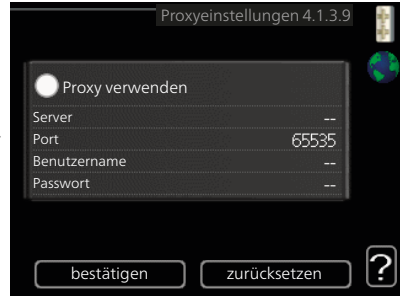 Proxyeinstellungen 4.1.3.9
Proxy verwenden
Server --
Port 65535
Benutzername --
Passwort --
bestätigen zurücksetzen
?